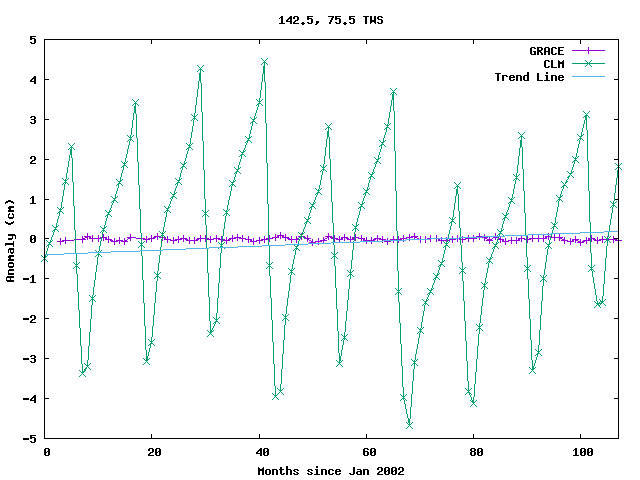 142.5, 75.5 TWS
GRACE
CLM
Trend Line
5
4
3
2
1
0
-1
-2
-3
-4
-5
Anomaly (cm)
0 20 40 60 80 100
Months since Jan 2002